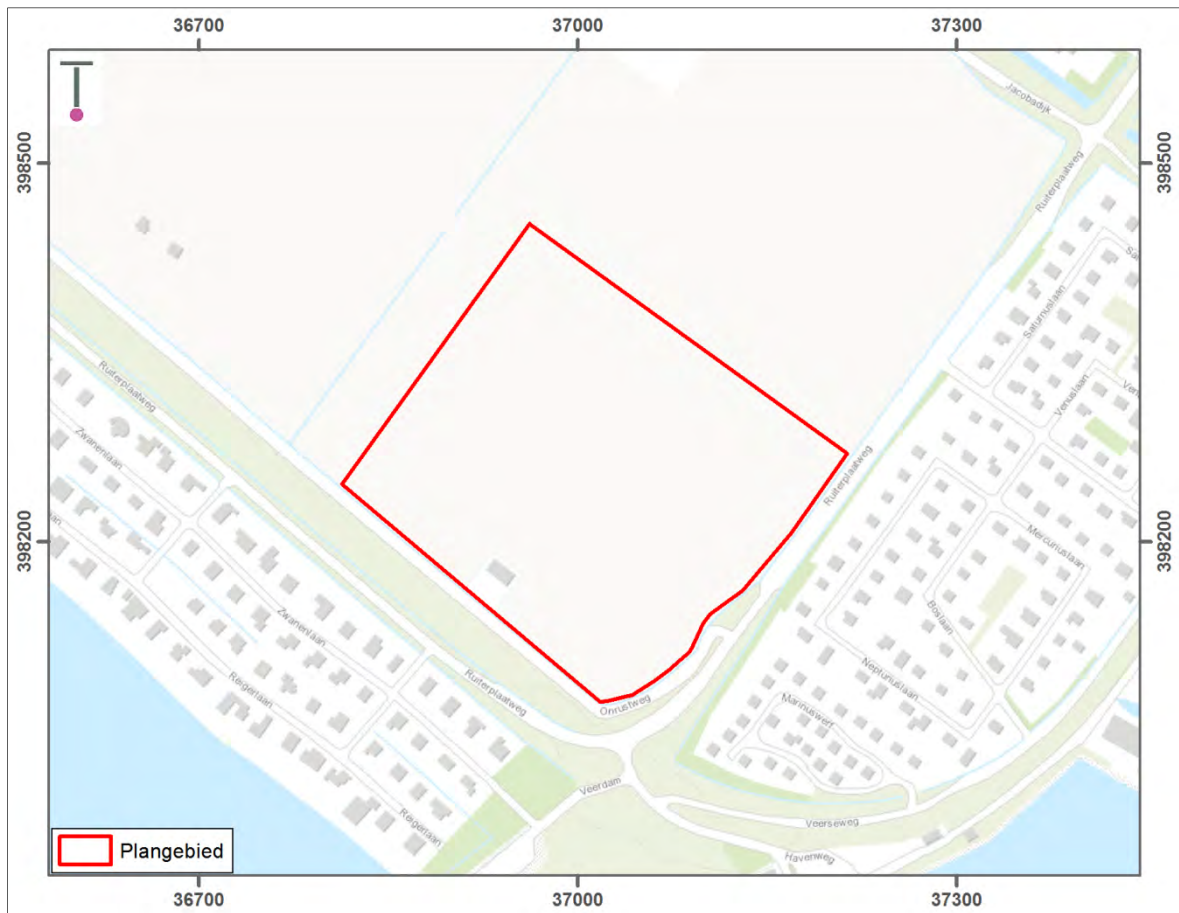 36700
37000
37300
398500
398500
398200
398200
Jacobadijk
Ruiterplaatweg
Saturnuslaan
Venuslaan
Ruiterplaatweg
Zwanenlaan
Ruiterplaatweg
Mercuriuslaan
Boslaan
Neptunuslaan
Zwanenlaan
Ruiterplaatweg
Reigerlaan
Onrustweg
Marinuswerf
Veerdam
Veerseweg
Reigerlaan
Havenweg
Plangebied
36700
37000
37300